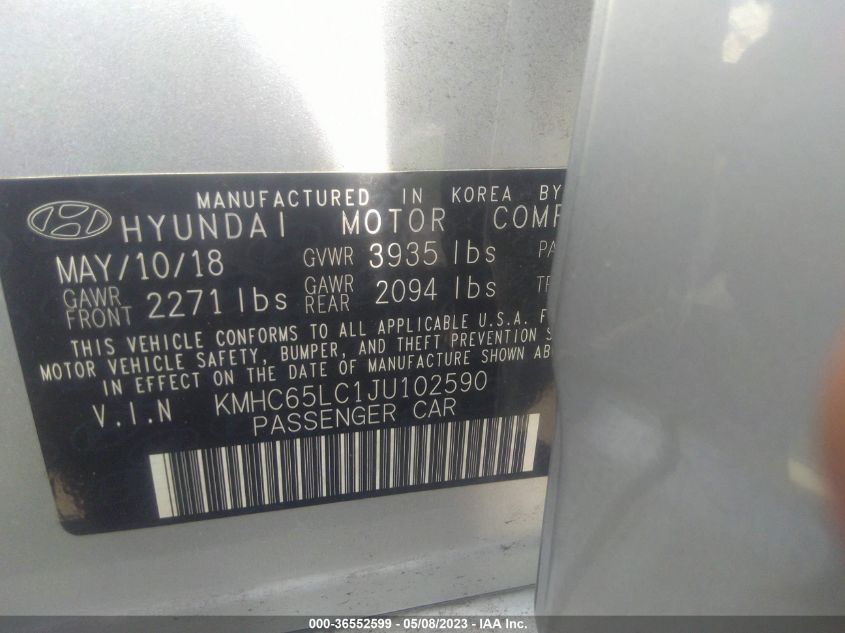 MANUFACTURED IN KOREA BY
HYUNDAI MOTOR
MAY/10/18 GVWR 3935 lbs
GAWR FRONT 2271 lbs GAWR REAR 2094 lbs
THIS VEHICLE CONFORMS TO ALL APPLICABLE U.S.A.
MOTOR VEHICLE SAFETY, BUMPER, AND THEFT PREVENTION
IN EFFECT ON THE DATE OF MANUFACTURE SHOWN
V.I.N KMHC65LC1JU102590
PASSENGER CAR
000-36552599 - 05/08/2023 - IAA Inc.